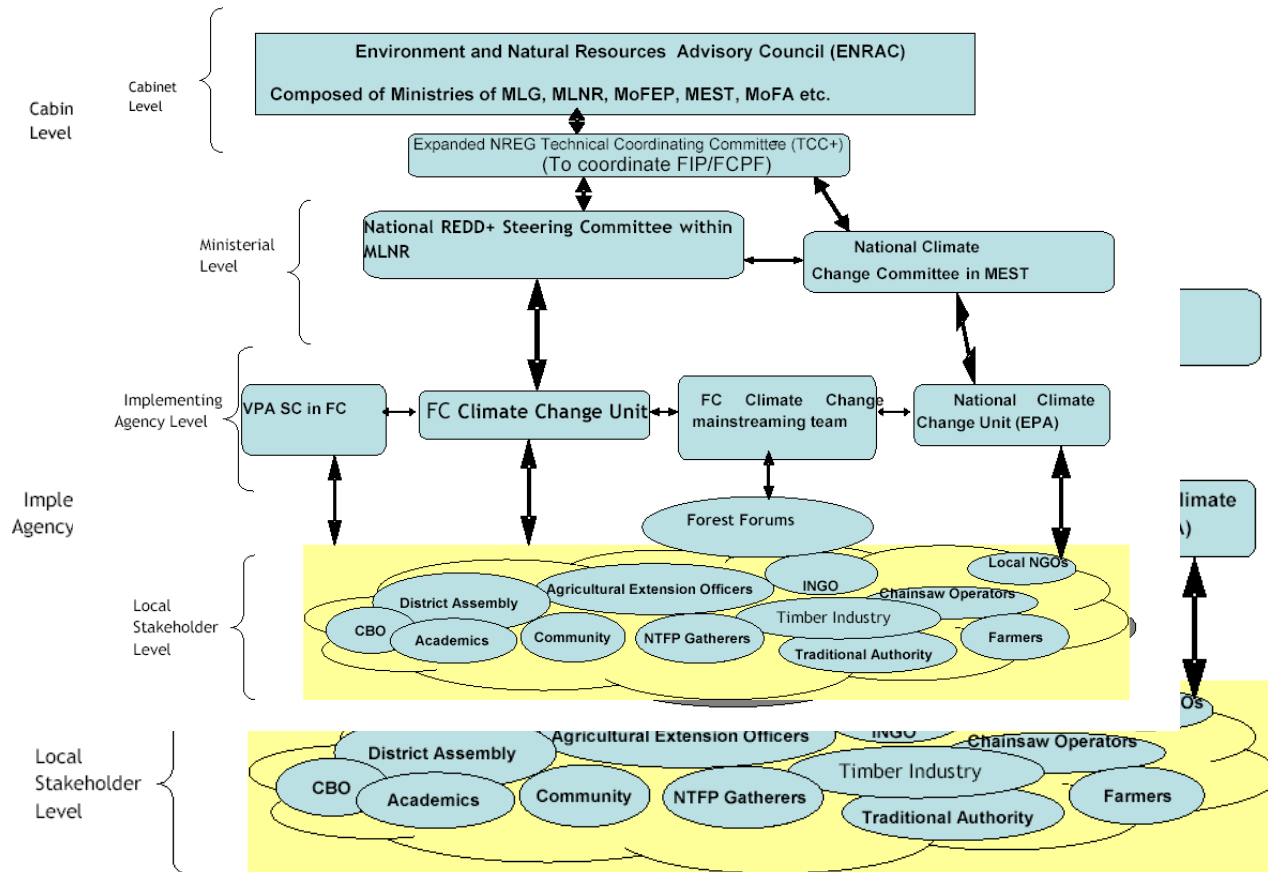 Cabinet
Level
Cabin
Level
Environment and Natural Resources Advisory Council (ENRAC)
Composed of Ministries of MLG, MLNR, MoFEP, MEST, MoFA etc.
Expanded NREG Technical Coordinating Committee (TCC+)
(To coordinate FIP/FCPF)
Ministerial
Level
National REDD+ Steering Committee within
MLNR
National Climate
Change Committee in MEST
Implementing
Agency Level
VPA SC in FC
FC Climate Change Unit
FC Climate Change
mainstreaming team
National Climate
Change Unit (EPA)
Imple
Agency
limate
A)
Forest Forums
Local
Stakeholder
Level
Local NGOs
INGO
Agricultural Extension Officers
Chainsaw Operators
District Assembly
Timber Industry
CBO
Academics
Community
NTFP Gatherers
Farmers
Traditional Authority
Local
Stakeholder
Level
Os
INGO
Agricultural Extension Officers
Chainsaw Operators
District Assembly
Timber Industry
CBO
Academics
Community
NTFP Gatherers
Farmers
Traditional Authority